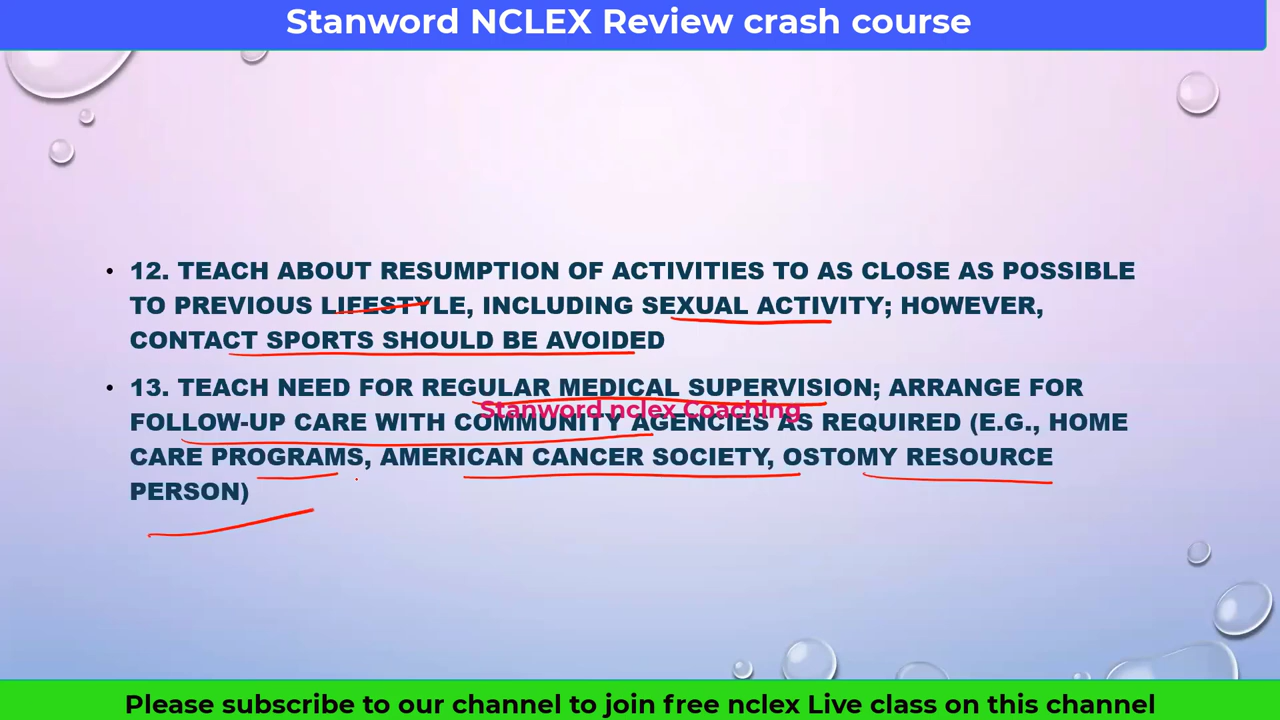 Stanword NCLEX Review crash course
• 12. TEACH ABOUT RESUMPTION OF ACTIVITIES TO AS CLOSE AS POSSIBLE
TO PREVIOUS LIFESTYLE, INCLUDING SEXUAL ACTIVITY; HOWEVER,
CONTACT SPORTS SHOULD BE AVOIDED
• 13. TEACH NEED FOR REGULAR MEDICAL SUPERVISION; ARRANGE FOR
Stanword nclex Coaching
FOLLOW-UP CARE WITH COMMUNITY AGENCIES AS REQUIRED (E.G., HOME
CARE PROGRAMS, AMERICAN CANCER SOCIETY, OSTOMY RESOURCE
PERSON)
Please subscribe to our channel to join free nclex Live class on this channel